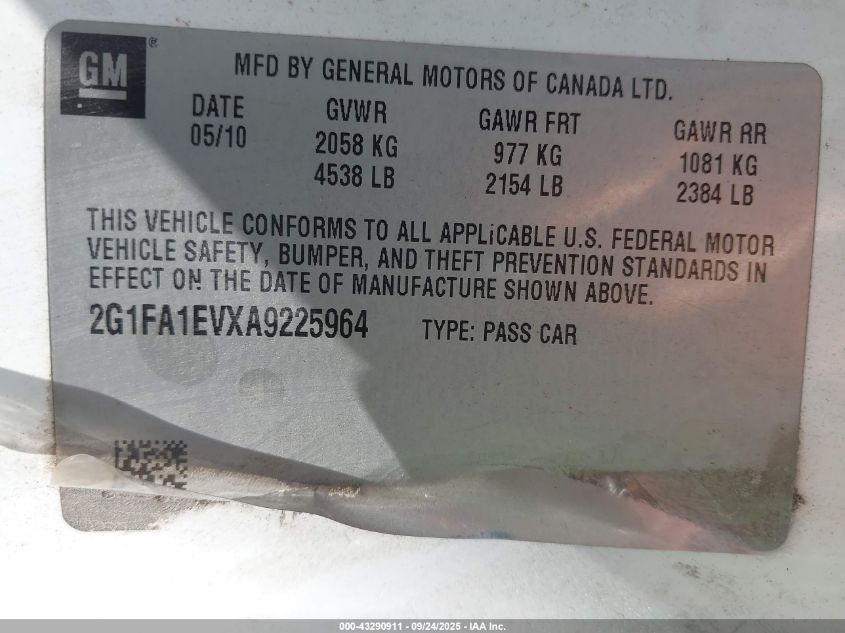 GM®
MFD BY GENERAL MOTORS OF CANADA LTD.
DATE GVWR GAWR FRT GAWR RR
05/10 2058 KG 977 KG 1081 KG
4538 LB 2154 LB 2384 LB
THIS VEHICLE CONFORMS TO ALL APPLiCABLE U.S. FEDERAL MOTOR
VEHICLE SAFETY, BUMPER, AND THEFT PREVENTION STANDARDS IN
EFFECT ON THE DATE OF MANUFACTURE SHOWN ABOVE.
2G1FA1EVXA9225964 TYPE: PASS CAR
000-43290911 - 09/24/2025 - IAA Inc.